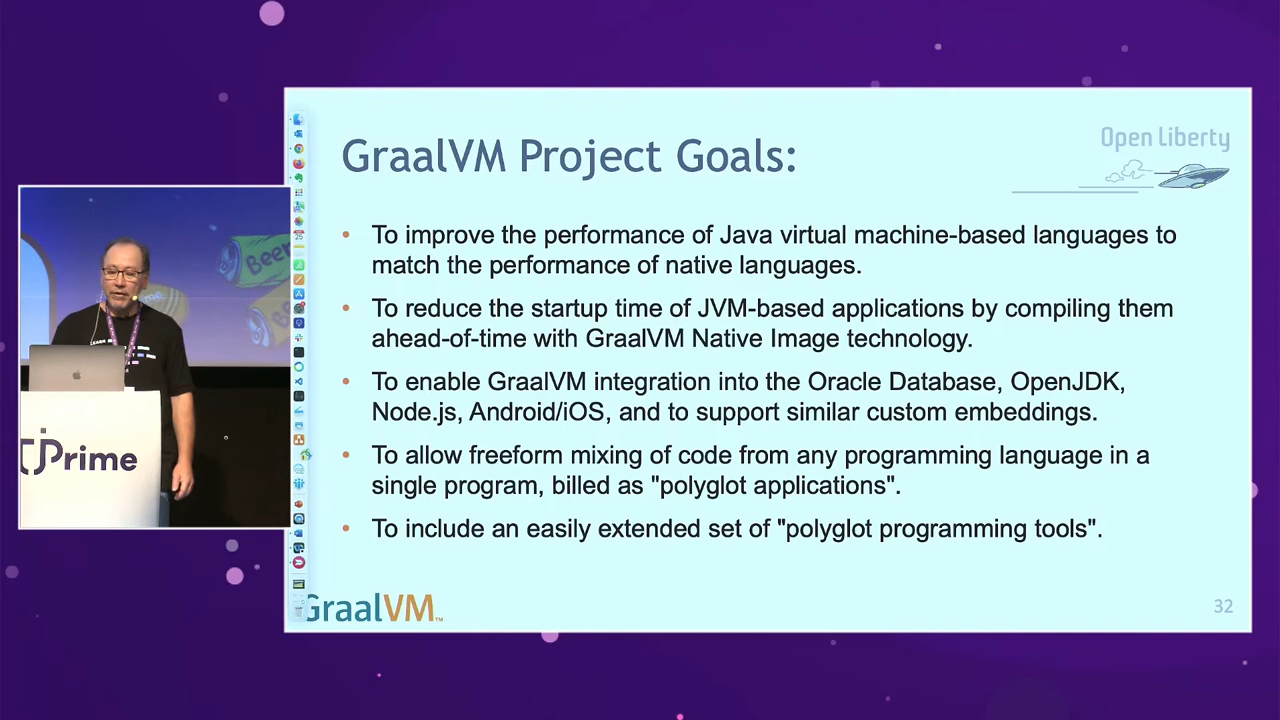 GraalVM Project Goals:
Open Liberty
• To improve the performance of Java virtual machine-based languages to
match the performance of native languages.
• To reduce the startup time of JVM-based applications by compiling them
ahead-of-time with GraalVM Native Image technology.
• To enable GraalVM integration into the Oracle Database, OpenJDK,
Node.js, Android/iOS, and to support similar custom embeddings.
• To allow freeform mixing of code from any programming language in a
single program, billed as "polyglot applications".
• To include an easily extended set of "polyglot programming tools".
GraalVM™
32
Beer
jPrime